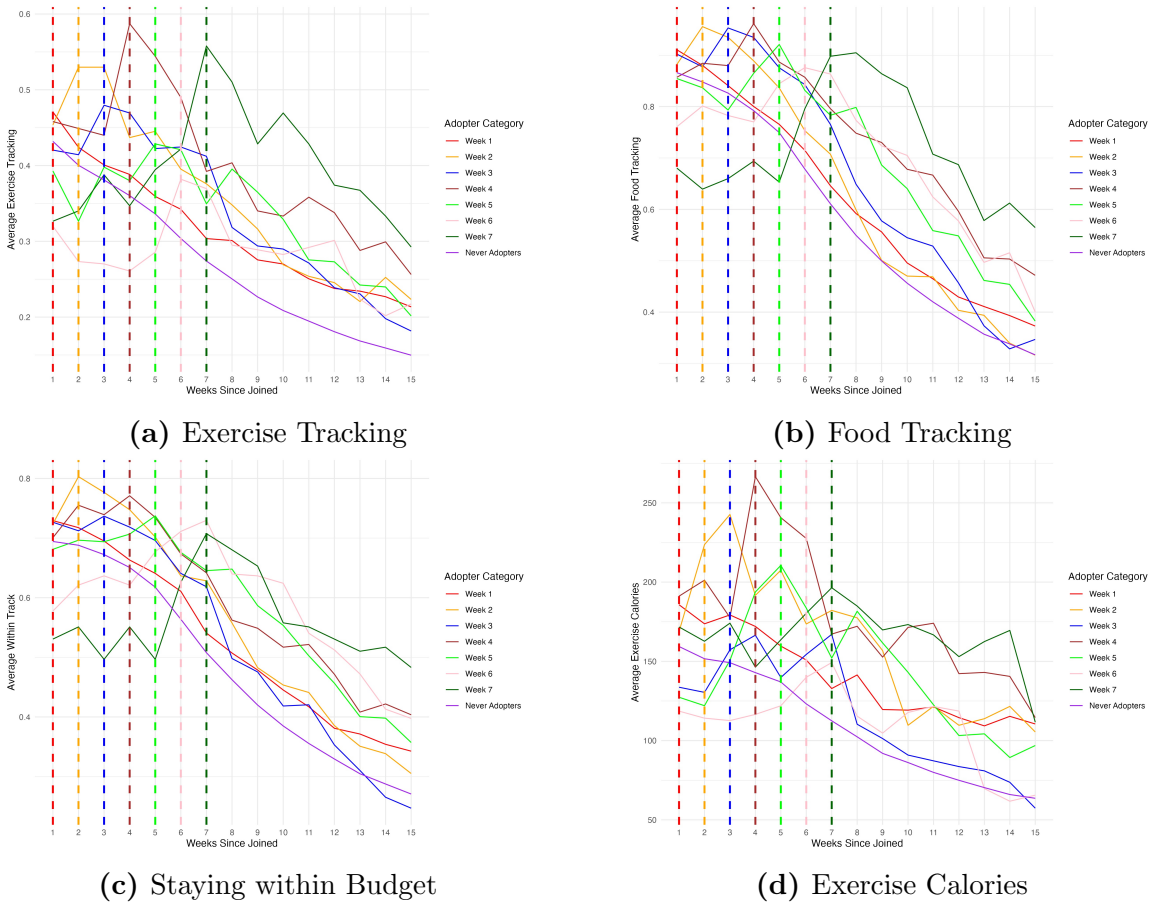 0.6
0.5
0.4
0.3
0.2
Average Exercise Tracking
1 2 3 4 5 6 7 8 9 10 11 12 13 14 15
Weeks Since Joined
Adopter Category
Week 1
Week 2
Week 3
Week 4
Week 5
Week 6
Week 7
Never Adopters
(a) Exercise Tracking
0.8
0.6
0.4
Average Food Tracking
1 2 3 4 5 6 7 8 9 10 11 12 13 14 15
Weeks Since Joined
Adopter Category
Week 1
Week 2
Week 3
Week 4
Week 5
Week 6
Week 7
Never Adopters
(b) Food Tracking
0.8
0.6
0.4
Average Within Track
1 2 3 4 5 6 7 8 9 10 11 12 13 14 15
Weeks Since Joined
Adopter Category
Week 1
Week 2
Week 3
Week 4
Week 5
Week 6
Week 7
Never Adopters
(c) Staying within Budget
250
200
150
100
50
Average Exercise Calories
1 2 3 4 5 6 7 8 9 10 11 12 13 14 15
Weeks Since Joined
Adopter Category
Week 1
Week 2
Week 3
Week 4
Week 5
Week 6
Week 7
Never Adopters
(d) Exercise Calories